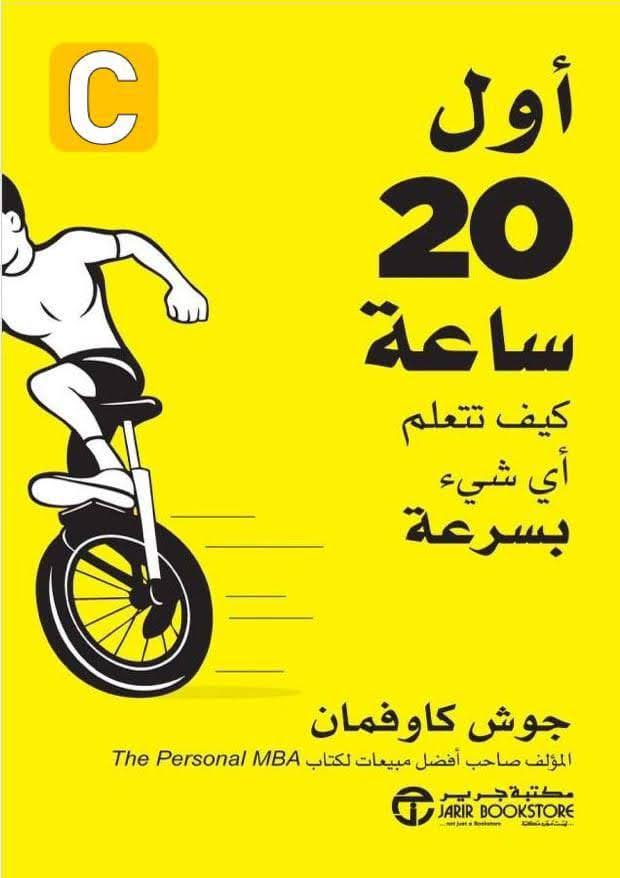 C
أول
20
ساعة
كيف تتعلم
أي شيء
بسرعة
جوش كاوفمان
المؤلف صاحب أفضل مبيعات لكتاب The Personal MBA
مكتبة جرير
JARIR BOOKSTORE
...not just a Bookstore